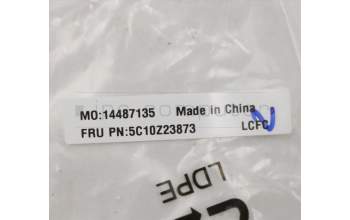 MO:14487135 Made in China
FRU PN:5C10Z23873 LCFC
LDPE